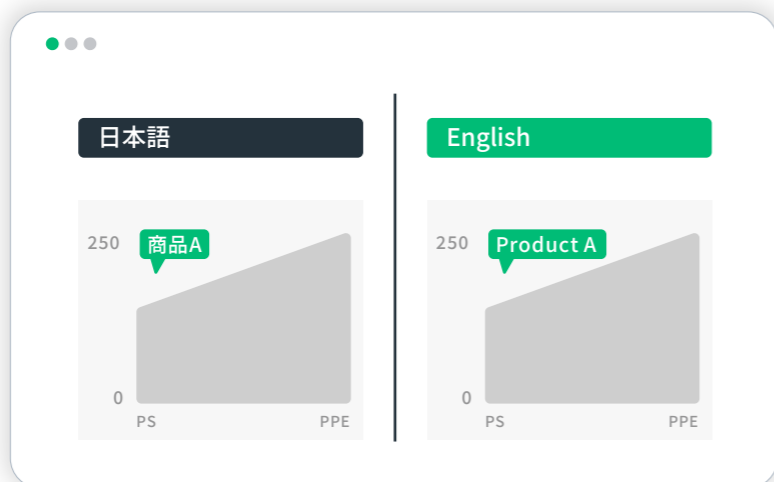 日本語
250
商品A
0
PS
PPE
English
250
Product A
0
PS
PPE